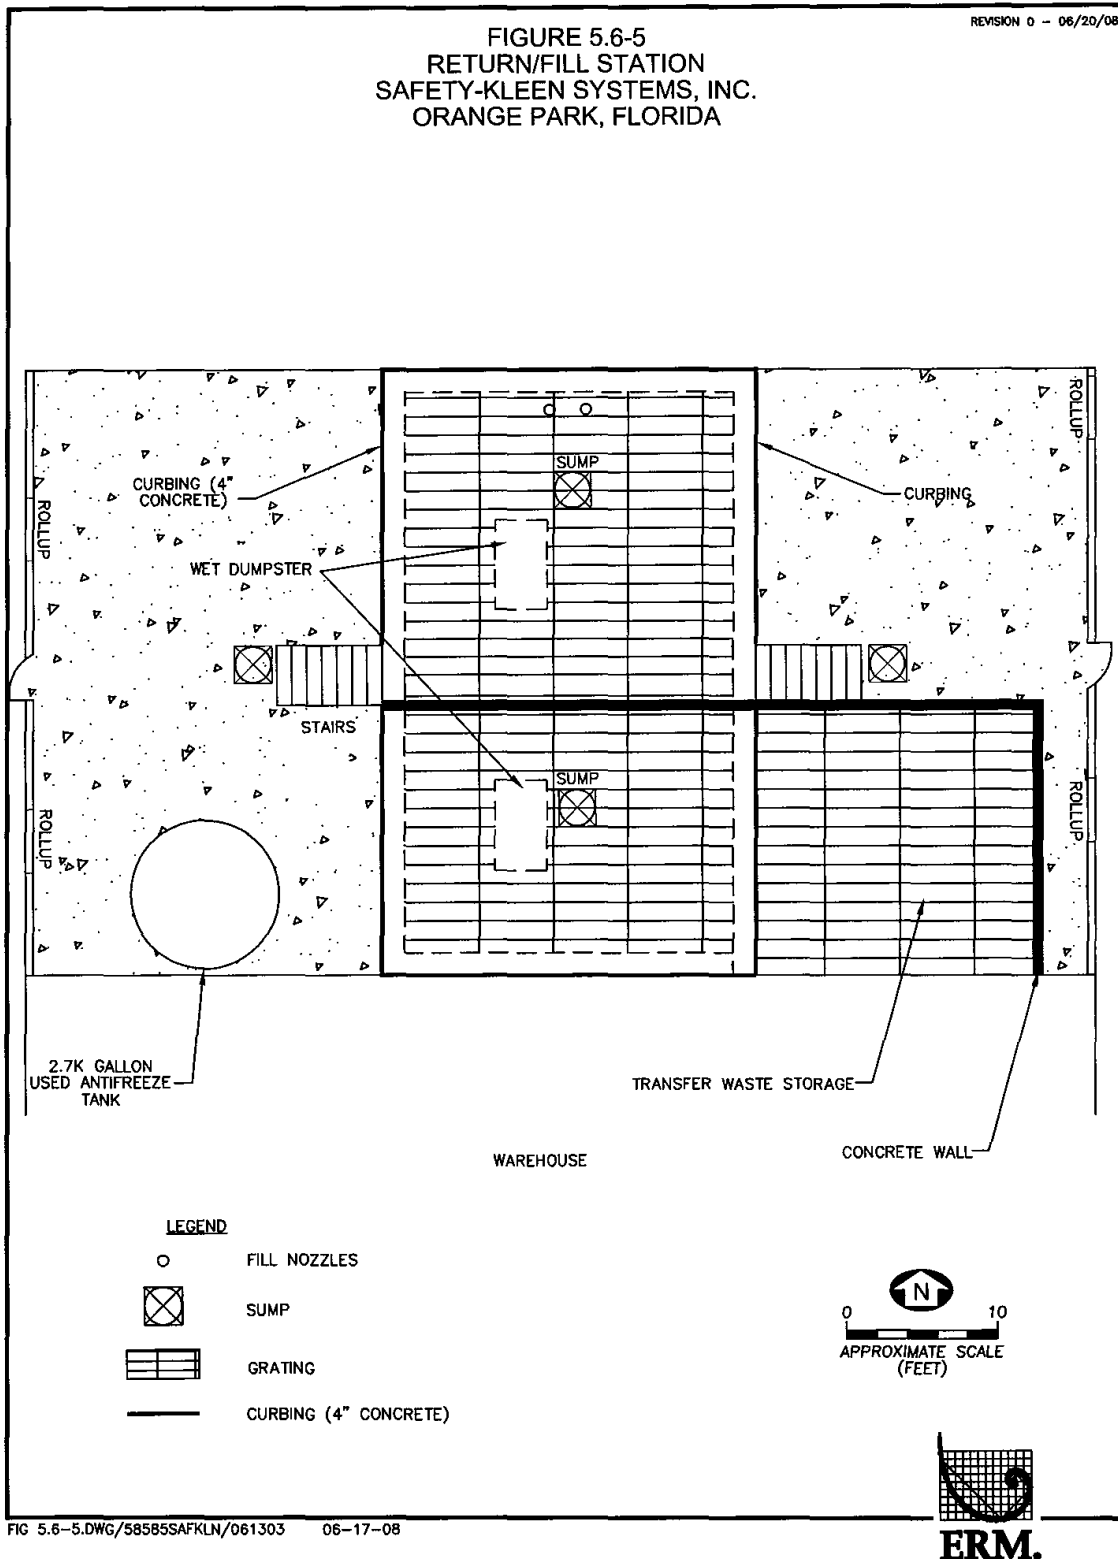 REVISION 0 - 06/20/08
FIGURE 5.6-5
RETURN/FILL STATION
SAFETY-KLEEN SYSTEMS, INC.
ORANGE PARK, FLORIDA
ROLLUP
SUMP
CURBING (4"
CONCRETE)
CURBING
ROLLUP
WET DUMPSTER
STAIRS
SUMP
ROLLUP
ROLLUP
2.7K GALLON
USED ANTIFREEZE
TANK
TRANSFER WASTE STORAGE
CONCRETE WALL
WAREHOUSE
LEGEND
FILL NOZZLES
SUMP
GRATING
CURBING (4" CONCRETE)
N
0 10
APPROXIMATE SCALE
(FEET)
ERM.
FIG 5.6-5.DWG/58585SAFKLN/061303 06-17-08